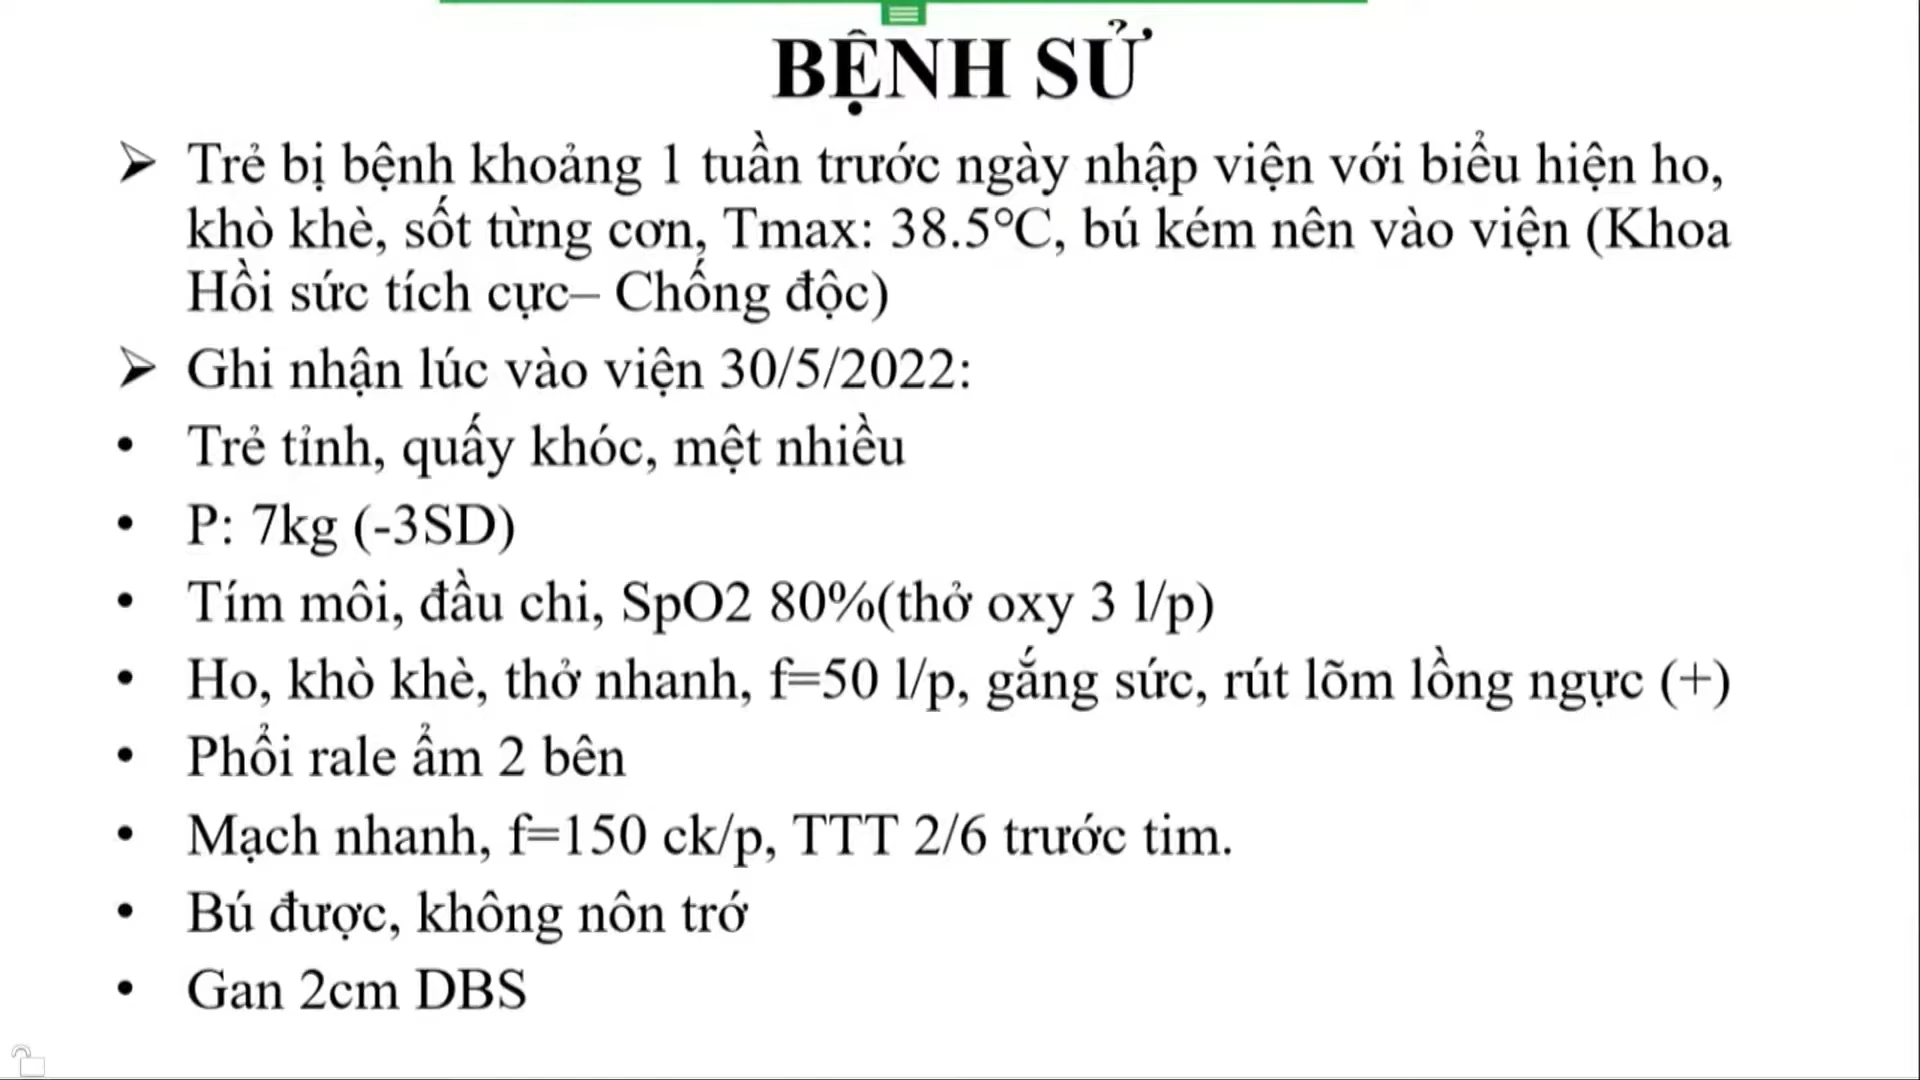 BỆNH SỬ
➢ Trẻ bị bệnh khoảng 1 tuần trước ngày nhập viện với biểu hiện ho,
khò khè, sốt từng cơn, Tmax: 38.5°C, bú kém nên vào viện (Khoa
Hồi sức tích cực– Chống độc)
➢ Ghi nhận lúc vào viện 30/5/2022:
• Trẻ tỉnh, quấy khóc, mệt nhiều
• P: 7kg (-3SD)
• Tím môi, đầu chi, SpO2 80%(thở oxy 3 l/p)
• Ho, khò khè, thở nhanh, f=50 l/p, gắng sức, rút lõm lồng ngực (+)
• Phổi rale ẩm 2 bên
• Mạch nhanh, f=150 ck/p, TTT 2/6 trước tim.
• Bú được, không nôn trớ
• Gan 2cm DBS